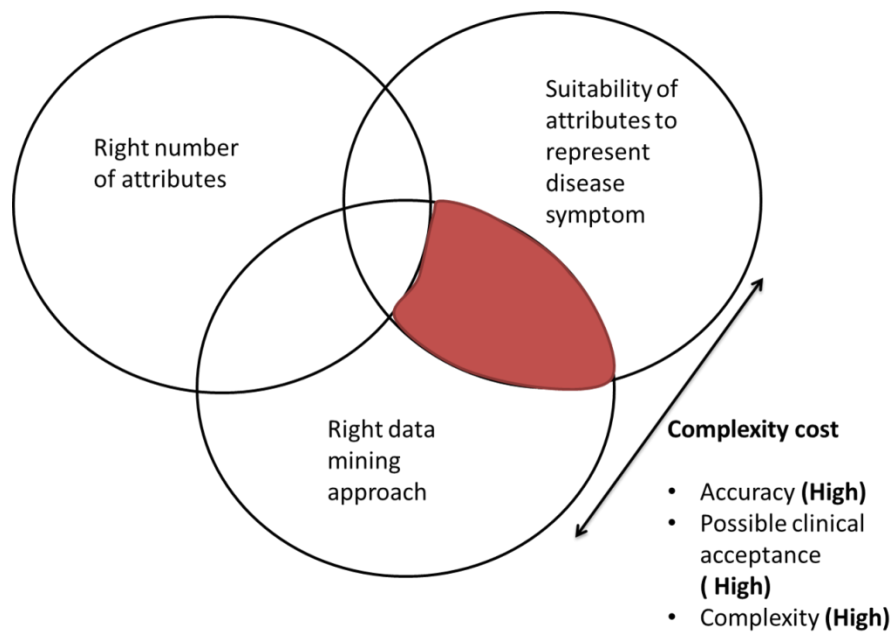 Right number
of attributes
Suitability of
attributes to
represent
disease
symptom
Right data
mining
approach
Complexity cost
• Accuracy (High)
• Possible clinical
acceptance
( High)
• Complexity (High)